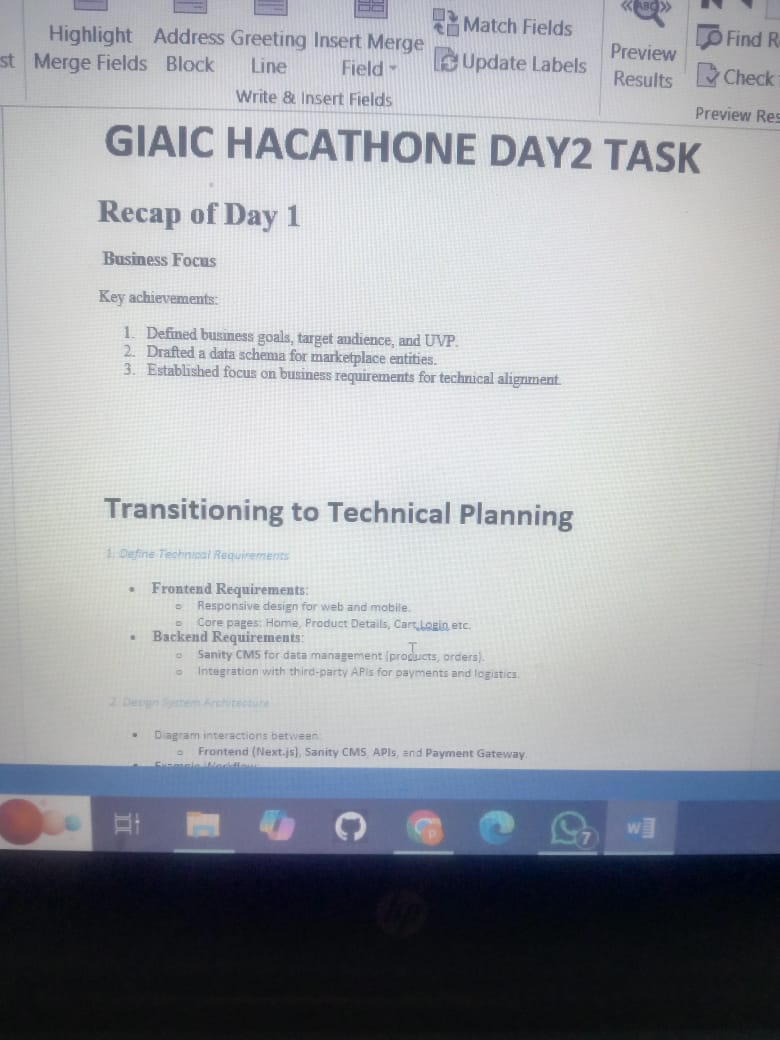 Highlight Address Greeting Insert Merge
st Merge Fields Block Line Field
Match Fields
Update Labels
Write & Insert Fields
«ABC»
Preview
Results
Find R
Check
Preview Res
GIAIC HACATHONE DAY2 TASK
Recap of Day 1
Business Focus
Key achievements:
1. Defined business goals, target audience, and UVP.
2. Drafted a data schema for marketplace entities.
3. Established focus on business requirements for technical alignment.
Transitioning to Technical Planning
1. Define Technical Requirements
• Frontend Requirements:
o Responsive design for web and mobile.
o Core pages: Home, Product Details, Cart,Login etc.
• Backend Requirements:
o Sanity CMS for data management (products, orders).
o Integration with third-party APIs for payments and logistics.
2. Design System Architecture
• Diagram interactions between:
o Frontend (Next.js), Sanity CMS, APIs, and Payment Gateway.
• Example Workflow:
p
7
W
hp